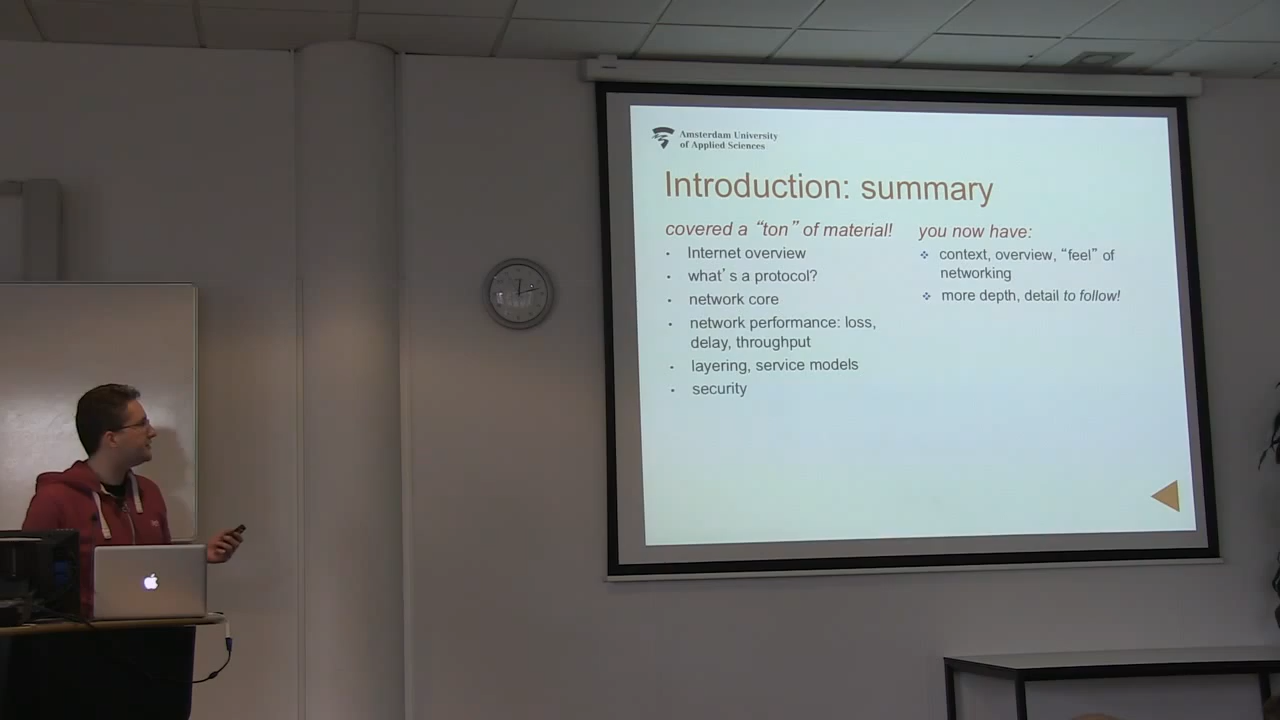 Amsterdam University
of Applied Sciences
Introduction: summary
covered a “ton” of material!
• Internet overview
• what’s a protocol?
• network core
• network performance: loss,
delay, throughput
• layering, service models
• security
you now have:
❖ context, overview, “feel” of
networking
❖ more depth, detail to follow!